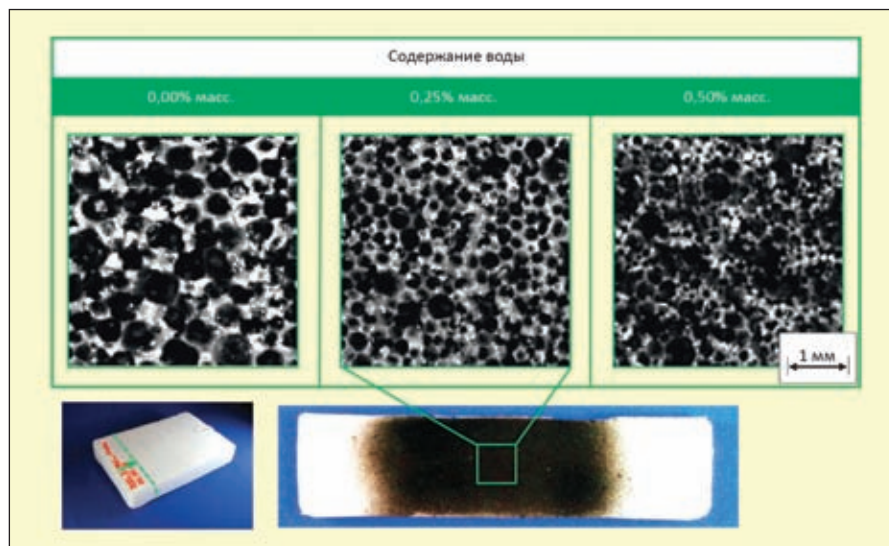 Содержание воды
0,00% масс.
0,25% масс.
0,50% масс.
1 мм